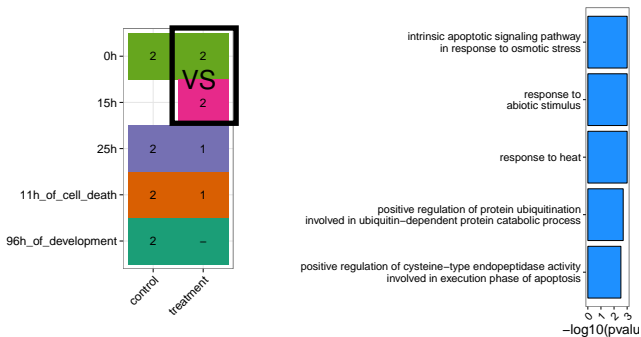 0h
2
2
VS
15h
2
25h
2
1
11h_of_cell_death
2
1
96h_of_development
2
–
control
treatment
intrinsic apoptotic signaling pathway
in response to osmotic stress
response to
abiotic stimulus
response to heat
positive regulation of protein ubiquitination
involved in ubiquitin−dependent protein catabolic process
positive regulation of cysteine−type endopeptidase activity
involved in execution phase of apoptosis
0
1
2
3
−log10(pvalu